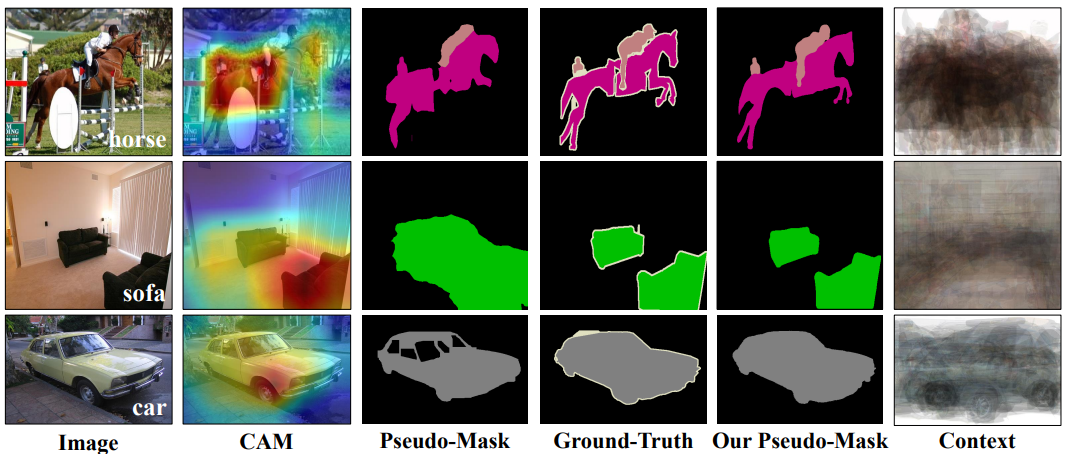 horse
sofa
car
Image
CAM
Pseudo-Mask
Ground-Truth
Our Pseudo-Mask
Context